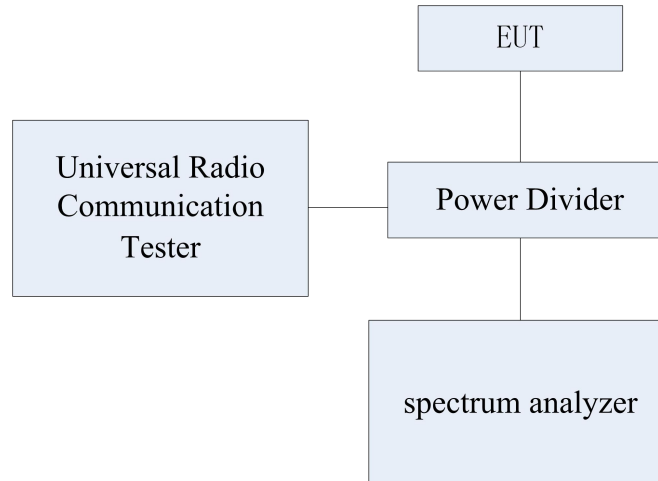 EUT
Universal Radio
Communication
Tester
Power Divider
spectrum analyzer